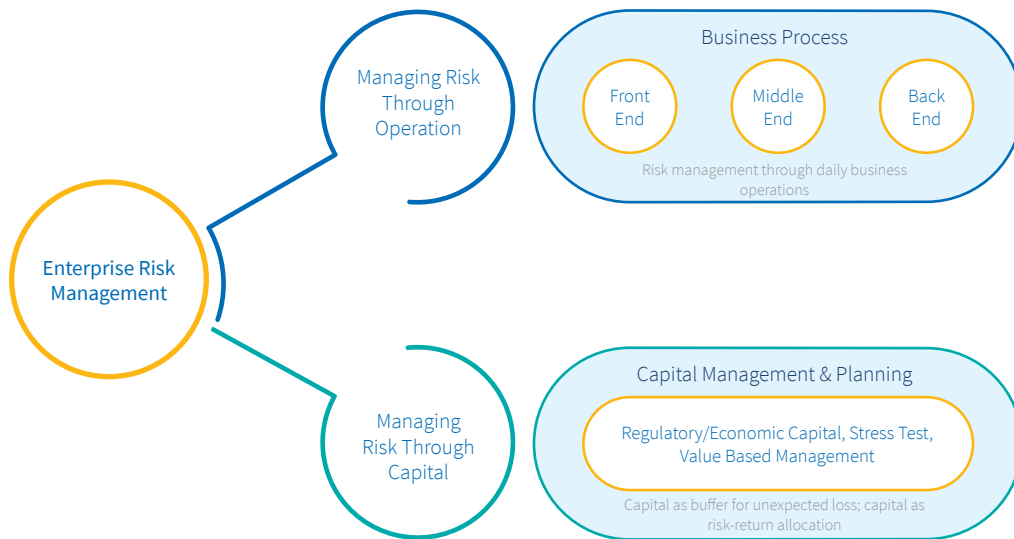 Enterprise Risk
Management
Managing Risk
Through
Operation
Business Process
Front
End
Middle
End
Back
End
Risk management through daily business
operations
Managing
Risk Through
Capital
Capital Management & Planning
Regulatory/Economic Capital, Stress Test,
Value Based Management
Capital as buffer for unexpected loss; capital as
risk-return allocation